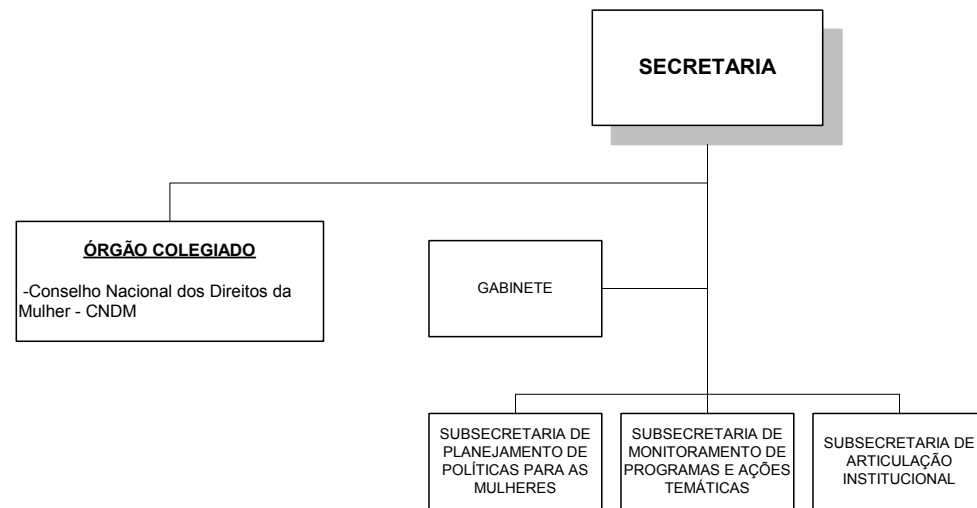 SECRETARIA
ÓRGÃO COLEGIADO
-Conselho Nacional dos Direitos da
Mulher - CNDM
GABINETE
SUBSECRETARIA DE
PLANEJAMENTO DE
POLÍTICAS PARA AS
MULHERES
SUBSECRETARIA DE
MONITORAMENTO DE
PROGRAMAS E AÇÕES
TEMÁTICAS
SUBSECRETARIA DE
ARTICULAÇÃO
INSTITUCIONAL